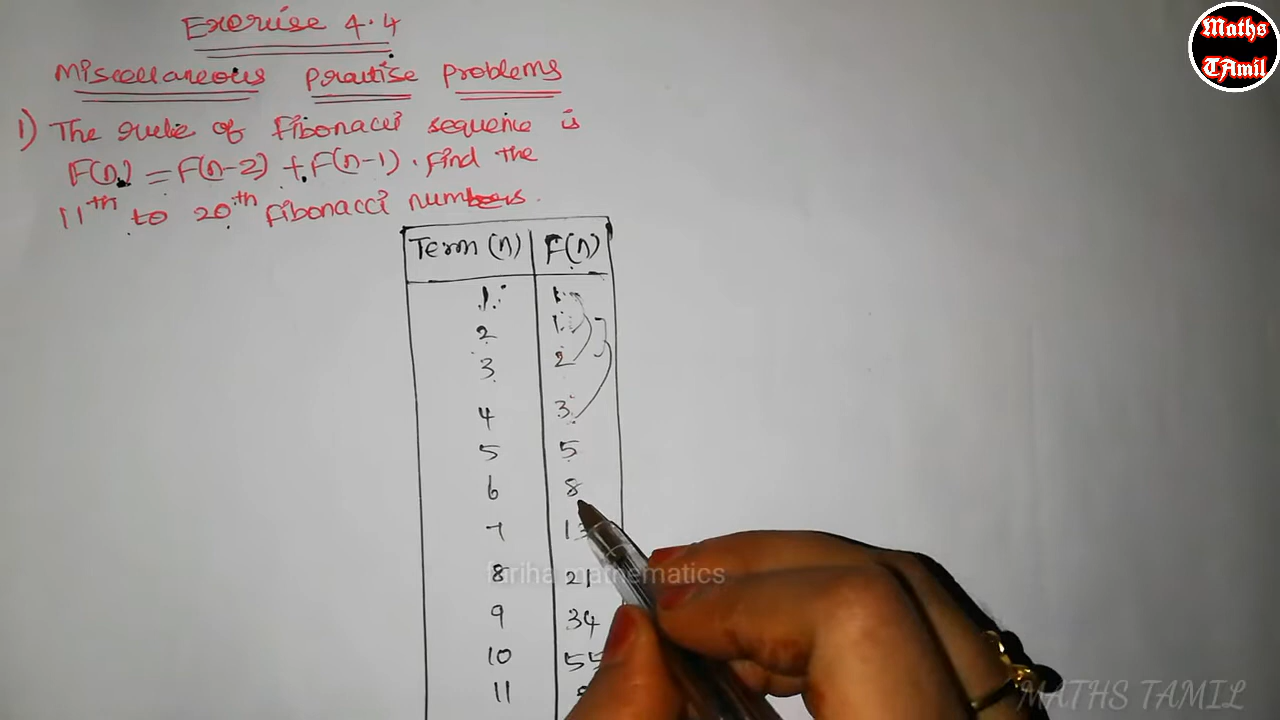 Exercise 4.4
Miscellaneous Practise Problems
1) The rule of Fibonacci sequence is
F(n) = F(n-2) + F(n-1). Find the
11th to 20th Fibonacci numbers.
Term (n) F(n)
1 1
2 1
3 2
4 3
5 5
6 8
7 13
8 21
9 34
10 55
11
Maths
TAmil
fariha mathematics
MATHS TAMIL